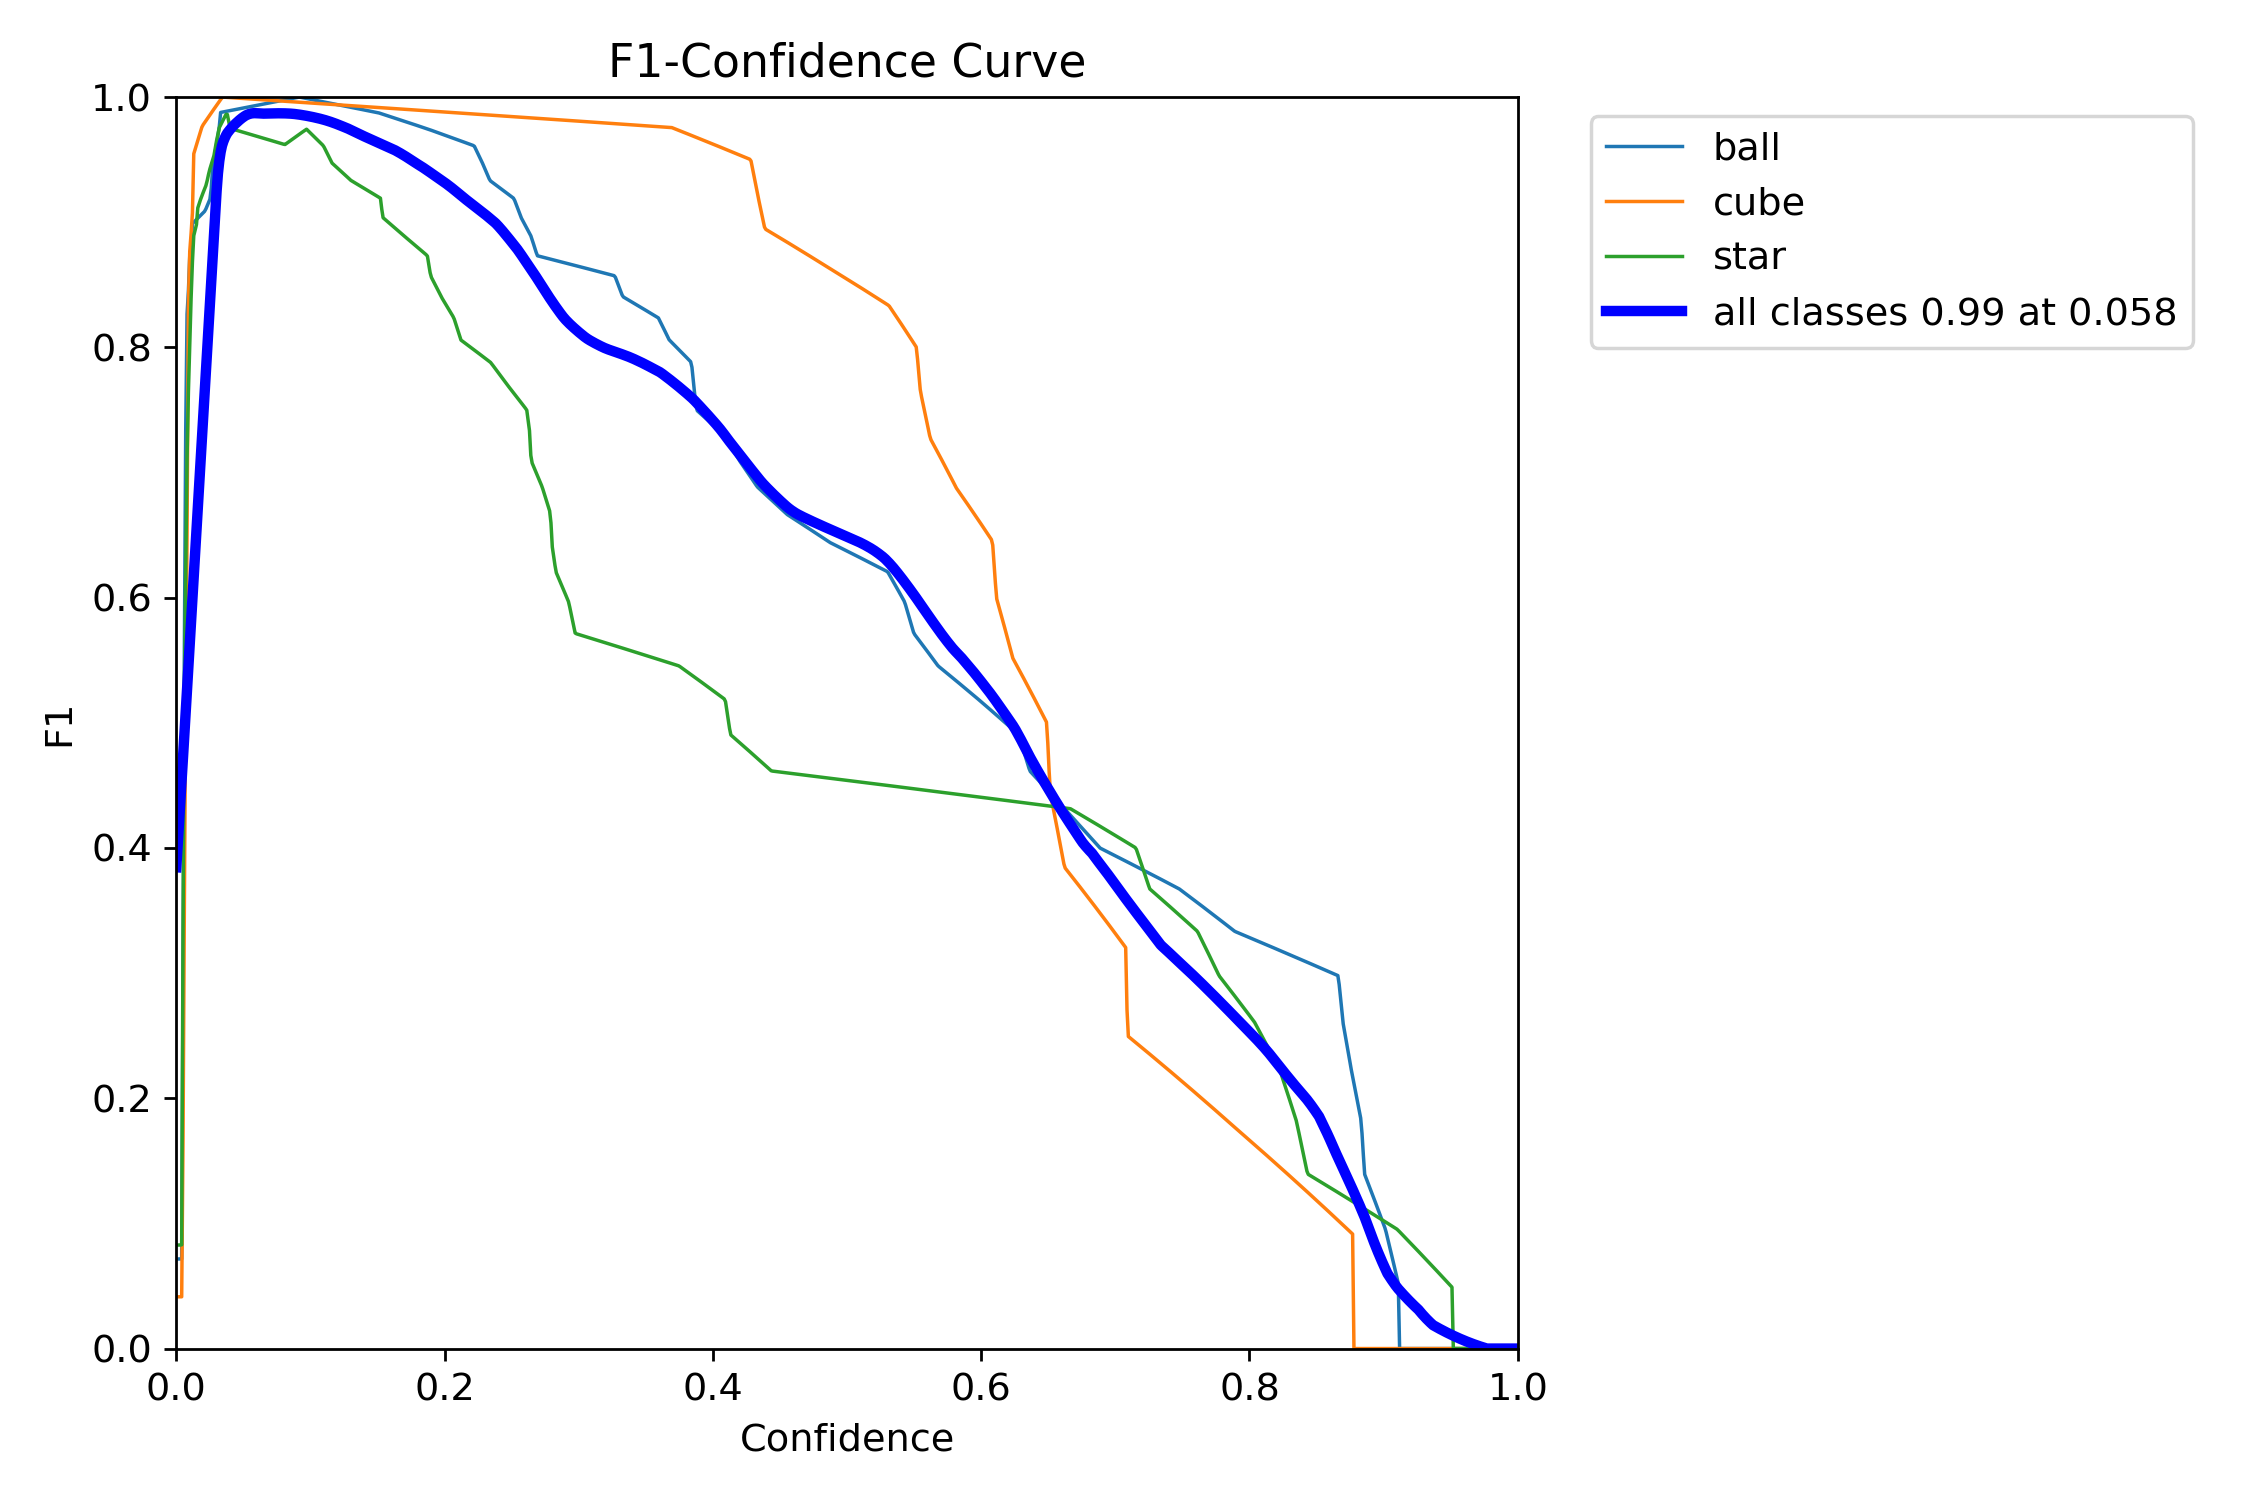 F1-Confidence Curve
1.0
0.8
0.6
0.4
0.2
0.0
F1
0.0 0.2 0.4 0.6 0.8 1.0
Confidence
ball
cube
star
all classes 0.99 at 0.058